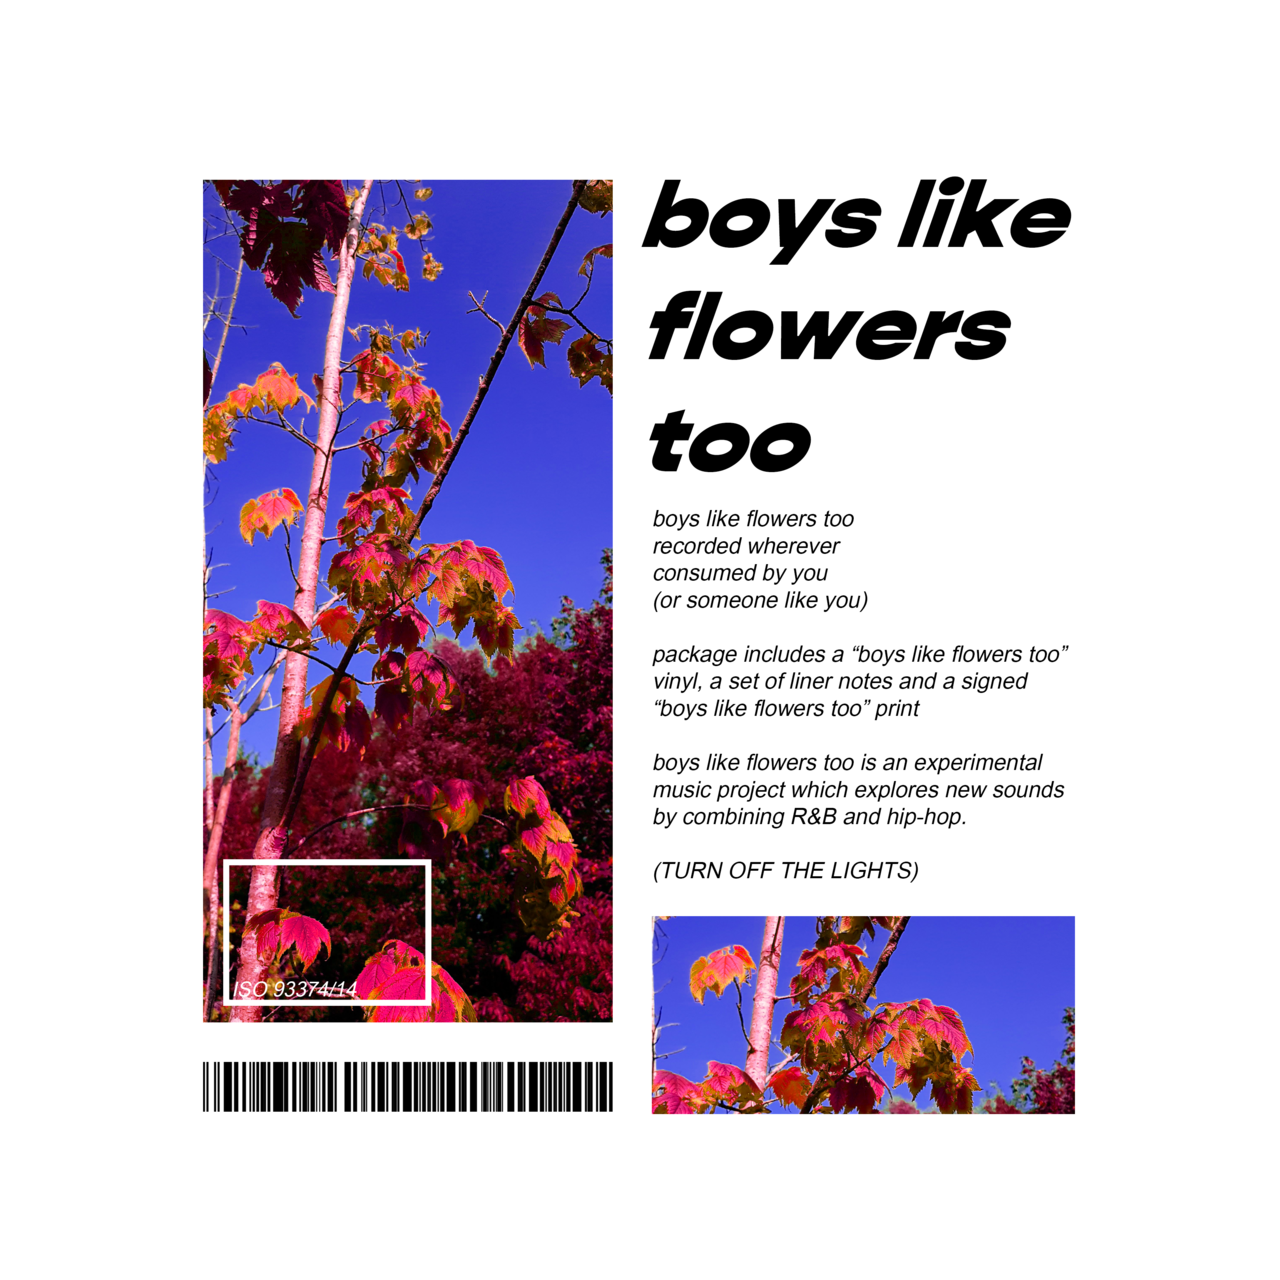 boys like
flowers
too
boys like flowers too
recorded wherever
consumed by you
(or someone like you)
package includes a “boys like flowers too”
vinyl, a set of liner notes and a signed
“boys like flowers too” print
boys like flowers too is an experimental
music project which explores new sounds
by combining R&B and hip-hop.
(TURN OFF THE LIGHTS)
ISO 93374/14